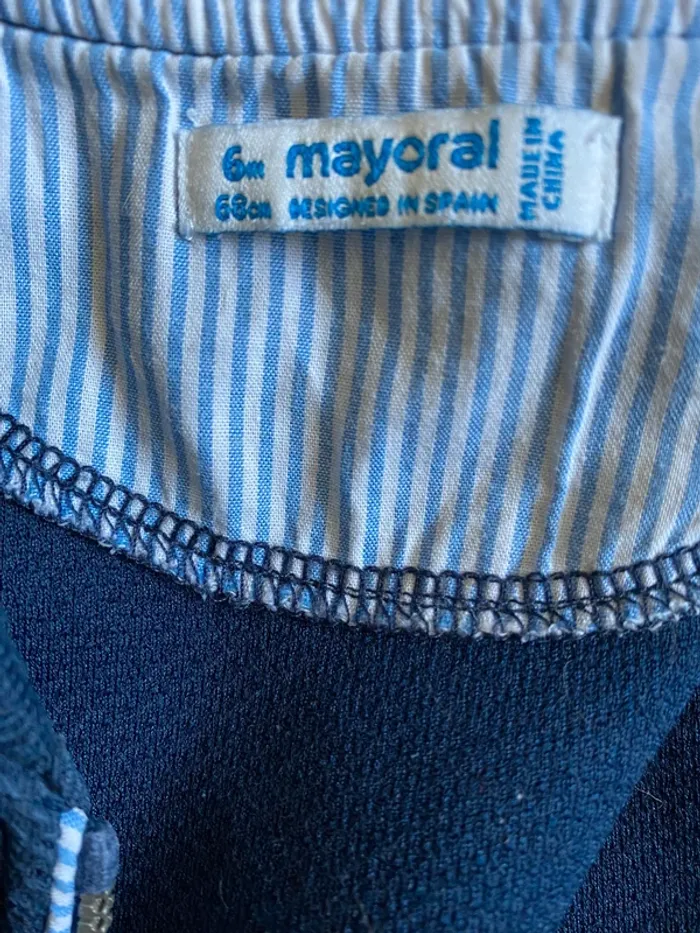 6m mayoral
68cm DESIGNED IN SPAIN
MADE IN
CHINA